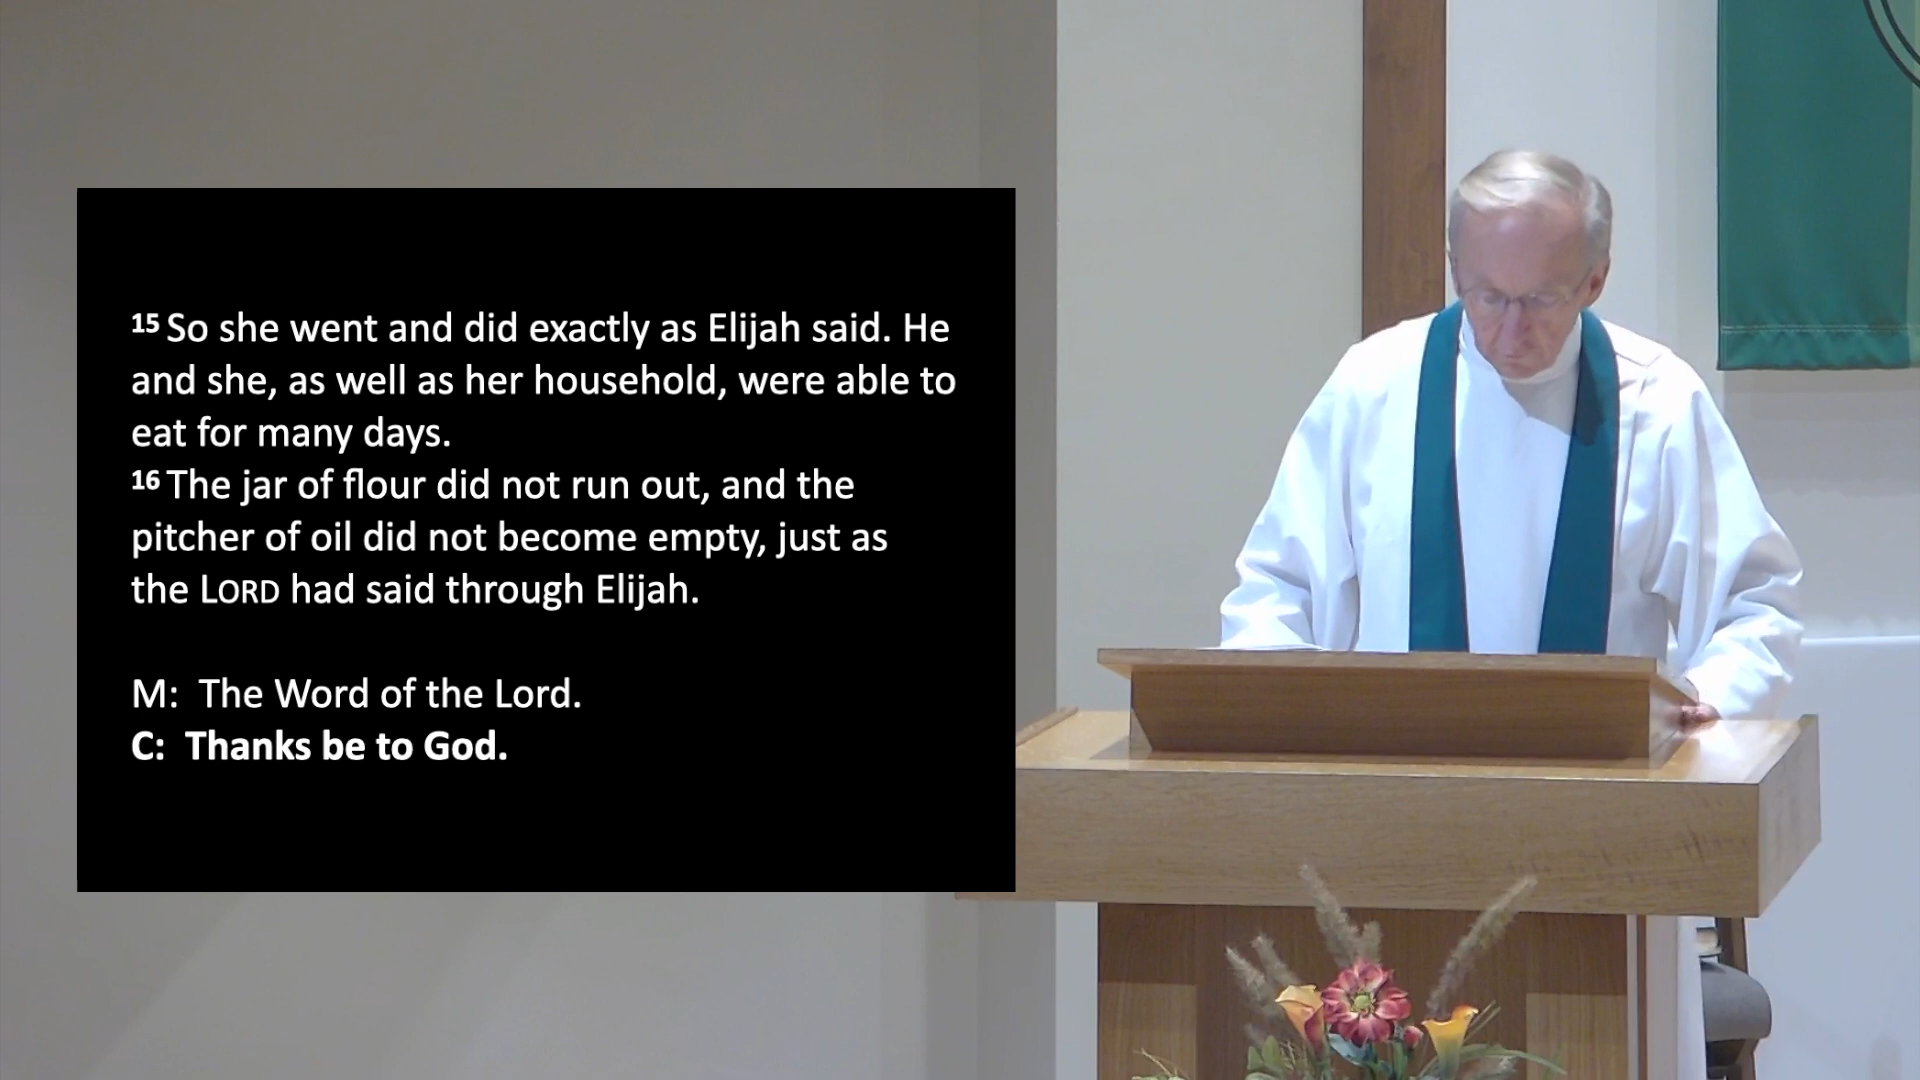 15 So she went and did exactly as Elijah said. He
and she, as well as her household, were able to
eat for many days.
16 The jar of flour did not run out, and the
pitcher of oil did not become empty, just as
the LORD had said through Elijah.
M: The Word of the Lord.
C: Thanks be to God.